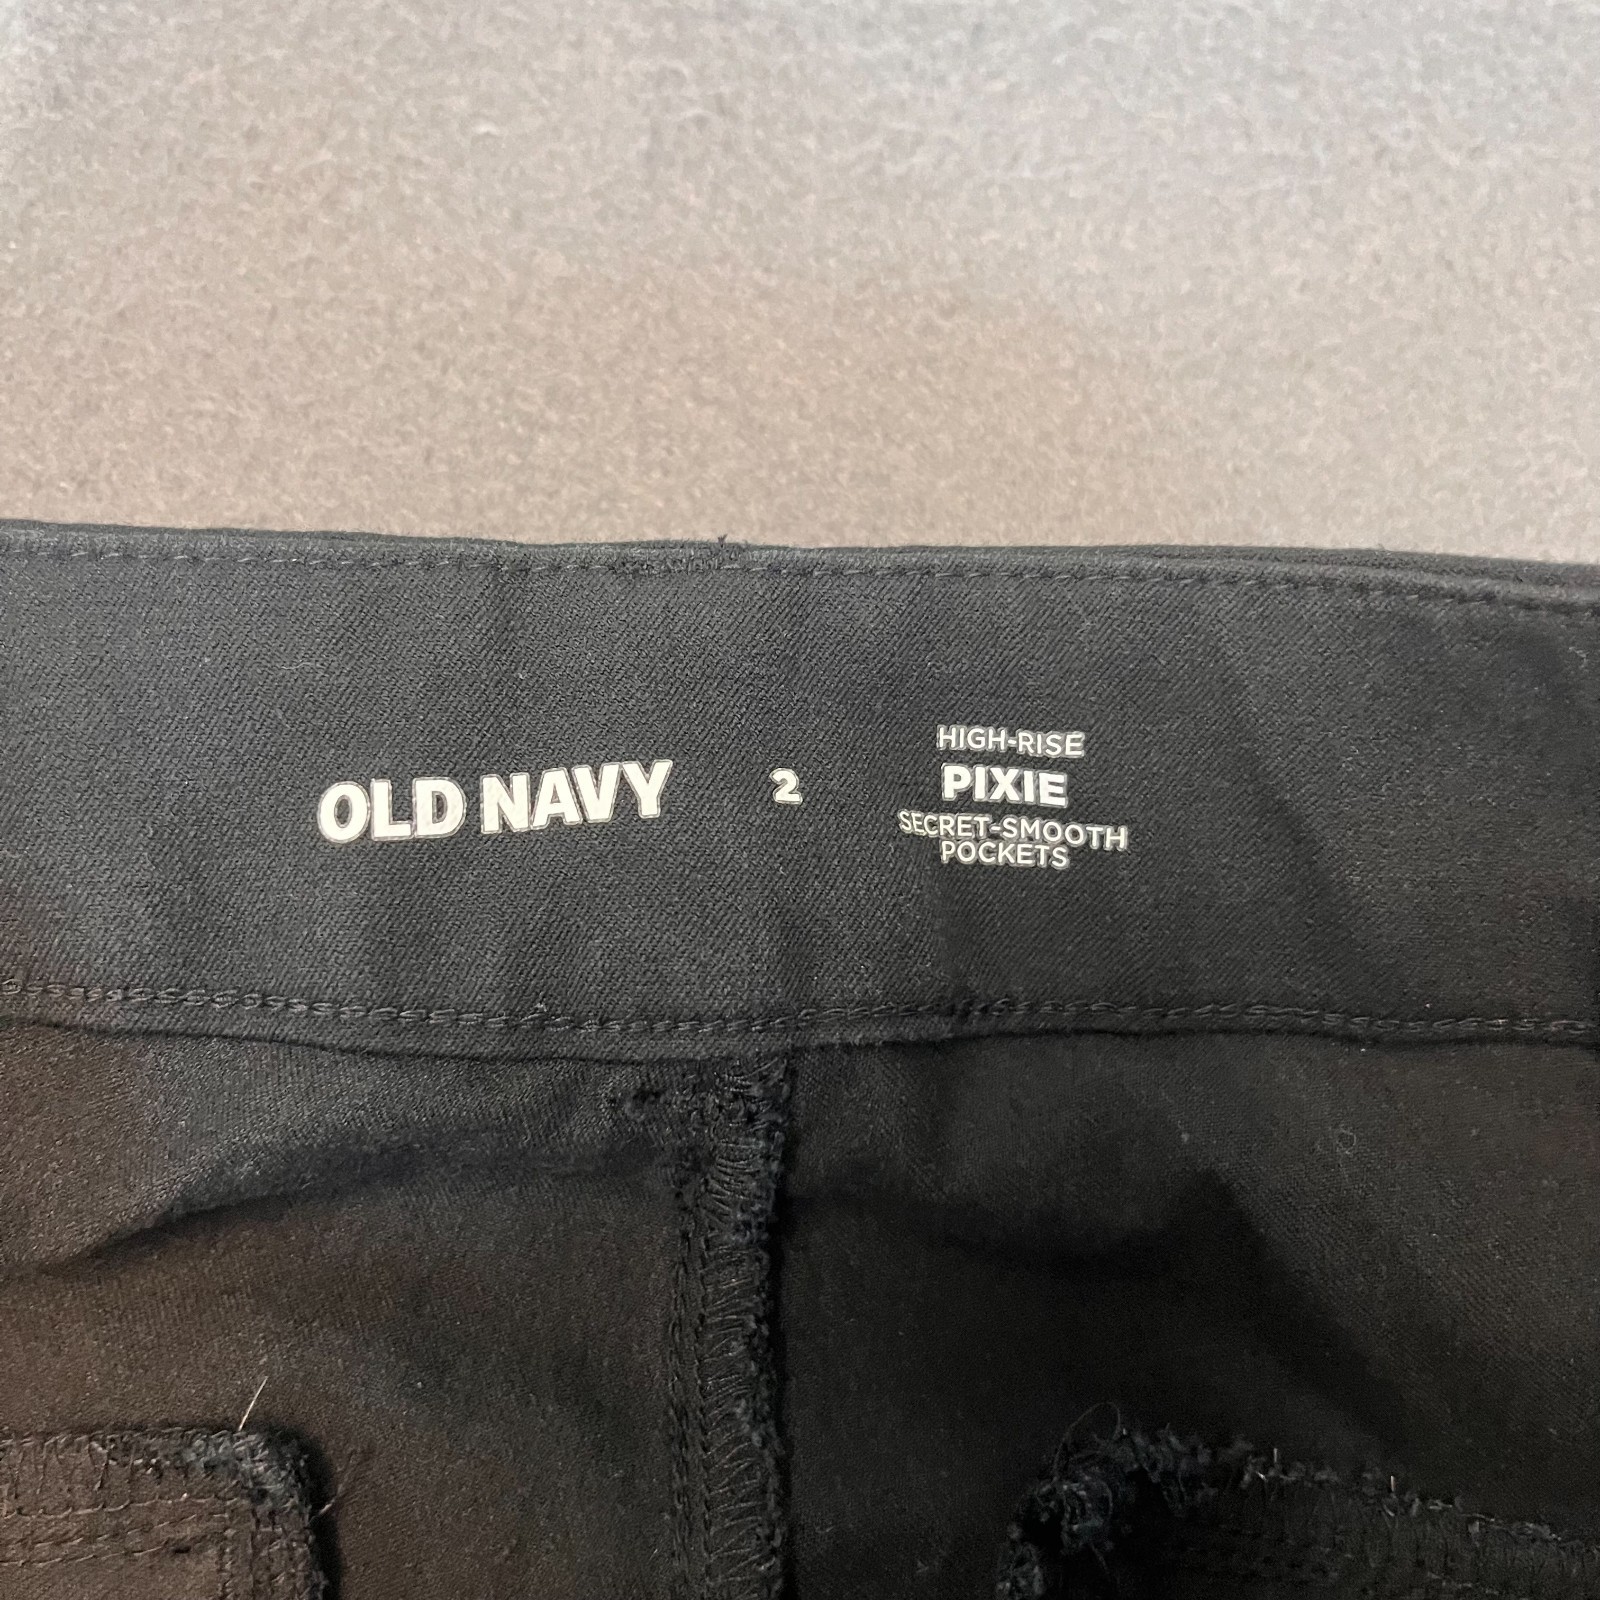 OLD NAVY
2
HIGH-RISE
PIXIE
SECRET-SMOOTH
POCKETS